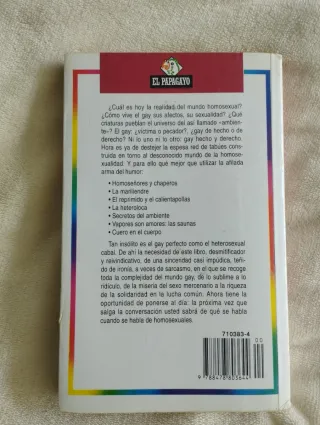 EL PAPAGAYO
¿Cuál es hoy la realidad del mundo homosexual?
¿Cómo vive el gay sus afectos, su sexualidad? ¿Qué
criaturas pueblan el universo del así llamado «ambien-
te»? El gay: ¿víctima o pecador?, ¿gay de hecho o de
derecho? Ni lo uno ni lo otro: gay hecho y derecho.
Hora es ya de destejer la espesa red de tabúes cons-
truida en torno al desconocido mundo de la homose-
xualidad. Y para ello qué mejor que utilizar la afilada
arma del humor:
• Homoseñores y chaperos
• La mariliendre
• El reprimido y el calientapollas
• La heteroloca
• Secretos del ambiente
• Vapores son amores: las saunas
• Cuero en el cuerpo
Tan insólito es el gay perfecto como el heterosexual
cabal. De ahí la necesidad de este libro, desmitificador
y reivindicativo, de una sinceridad casi impúdica, teñi-
do de ironía, a veces de sarcasmo, en el que se recoge
toda la complejidad del mundo gay, de lo sublime a lo
ridículo, de la miseria del sexo mercenario a la riqueza
de la solidaridad en la lucha común. Ahora tiene la
oportunidad de ponerse al día: la próxima vez que
salga la conversación usted sabrá de qué se habla
cuando se habla de homosexuales.
710383-4
00
9 788478 803644